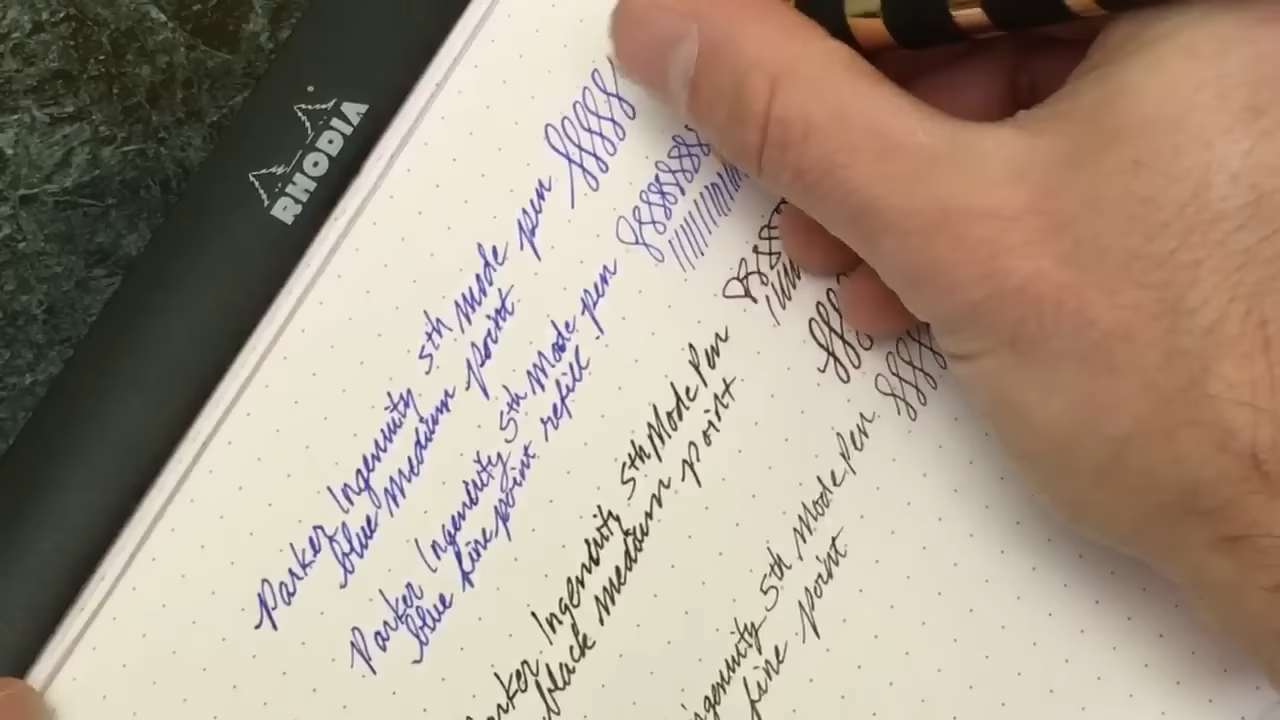 RHODIA
Parker Ingenuity 5th Mode pen
blue medium point
Parker Ingenuity 5th Mode pen
blue fine point refill
Parker Ingenuity 5th Mode Pen
black medium point
Ingenuity 5th Mode Pen
fine point